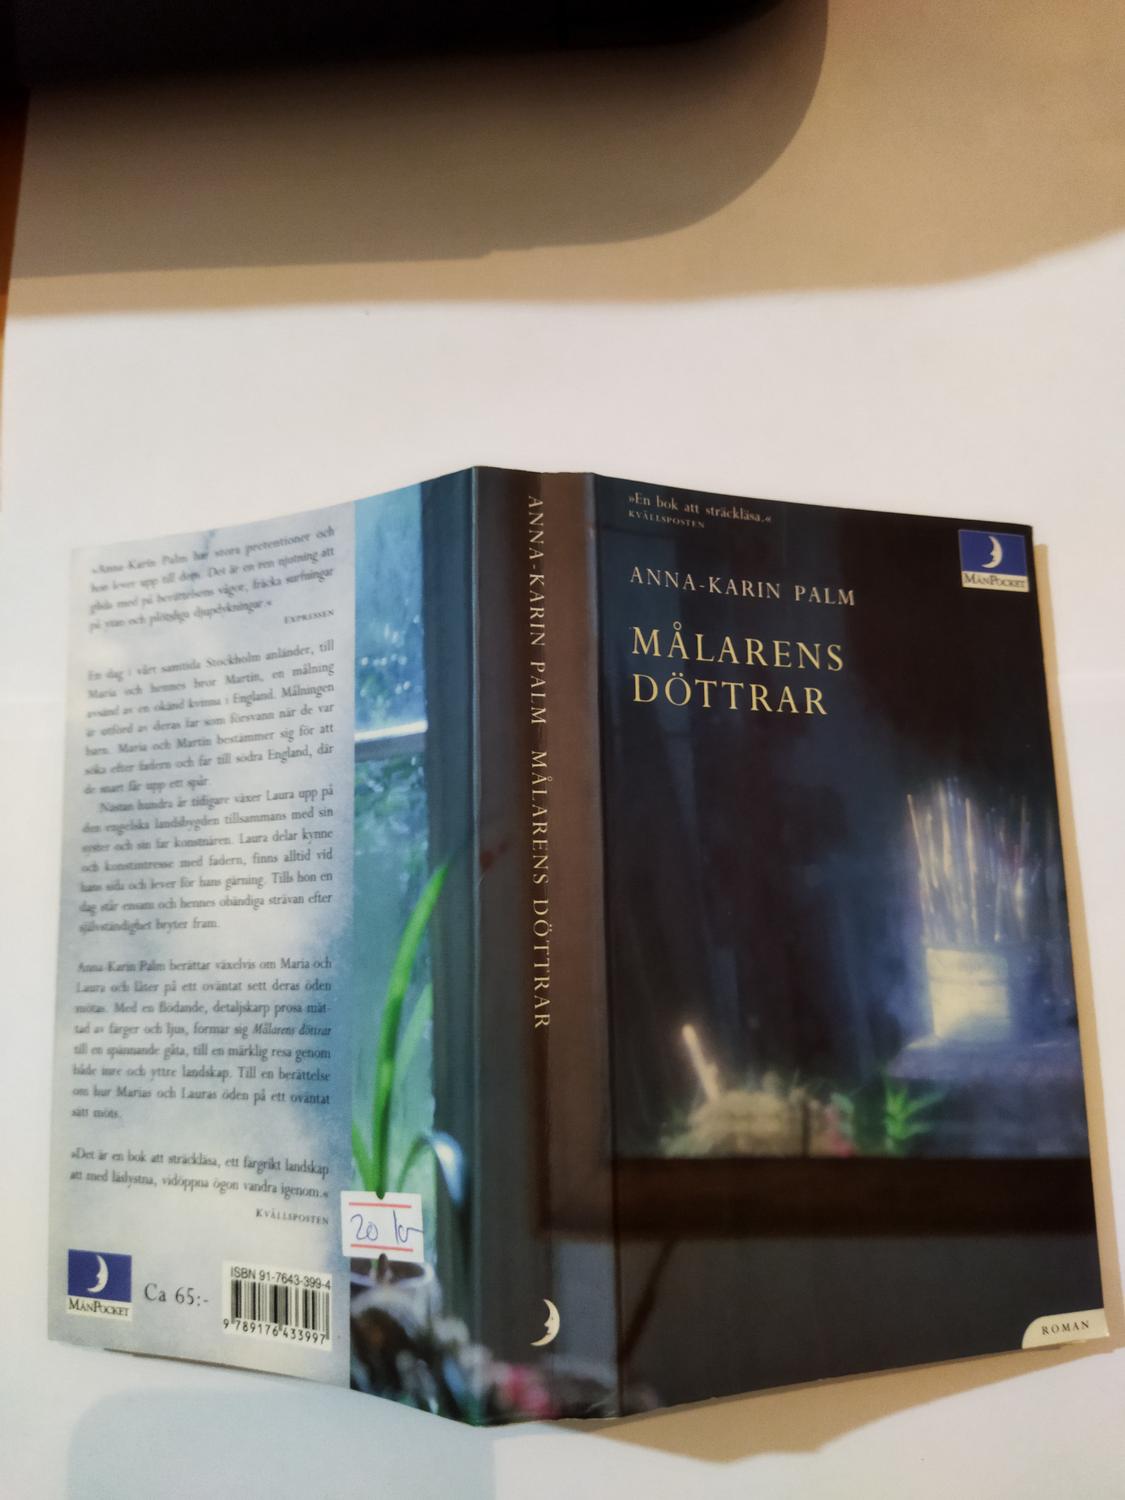 »Anna-Karin Palm har stora pretentioner och
hon lever upp till dem. Det är en ren njutning att
glida med på berättelsens vågor, fräcka surfningar
på ytan och plötsliga djupdykningar.«
EXPRESSEN
En dag i vårt samtida Stockholm anländer, till
Maria och hennes bror Martin, en målning
avsänd av en okänd kvinna i England. Målningen
är utförd av deras far som försvann när de var
barn. Maria och Martin bestämmer sig för att
söka efter fadern och far till södra England, där
de snart får upp ett spår.
Nästan hundra år tidigare växer Laura upp på
den engelska landsbygden tillsammans med sin
syster och sin far konstnären. Laura delar kynne
och konstintresse med fadern, finns alltid vid
hans sida och lever för hans gärning. Tills hon en
dag står ensam och hennes obändiga strävan efter
självständighet bryter fram.
Anna-Karin Palm berättar växelvis om Maria och
Laura och låter på ett oväntat sett deras öden
mötas. Med en flödande, detaljskarp prosa mät-
tad av färger och ljus, formar sig Målarens döttrar
till en spännande gåta, till en märklig resa genom
både inre och yttre landskap. Till en berättelse
om hur Marias och Lauras öden på ett oväntat
sätt möts.
»Det är en bok att sträckläsa, ett färgrikt landskap
att med läslystna, vidöppna ögon vandra igenom.«
KVÄLLSPOSTEN
MÅNPOCKET
Ca 65:-
ISBN 91-7643-399-4
9 789176 433997
20 kr
ANNA-KARIN PALM MÅLARENS DÖTTRAR
»En bok att sträckläsa.«
KVÄLLSPOSTEN
MÅNPOCKET
ANNA-KARIN PALM
MÅLARENS
DÖTTRAR
ROMAN